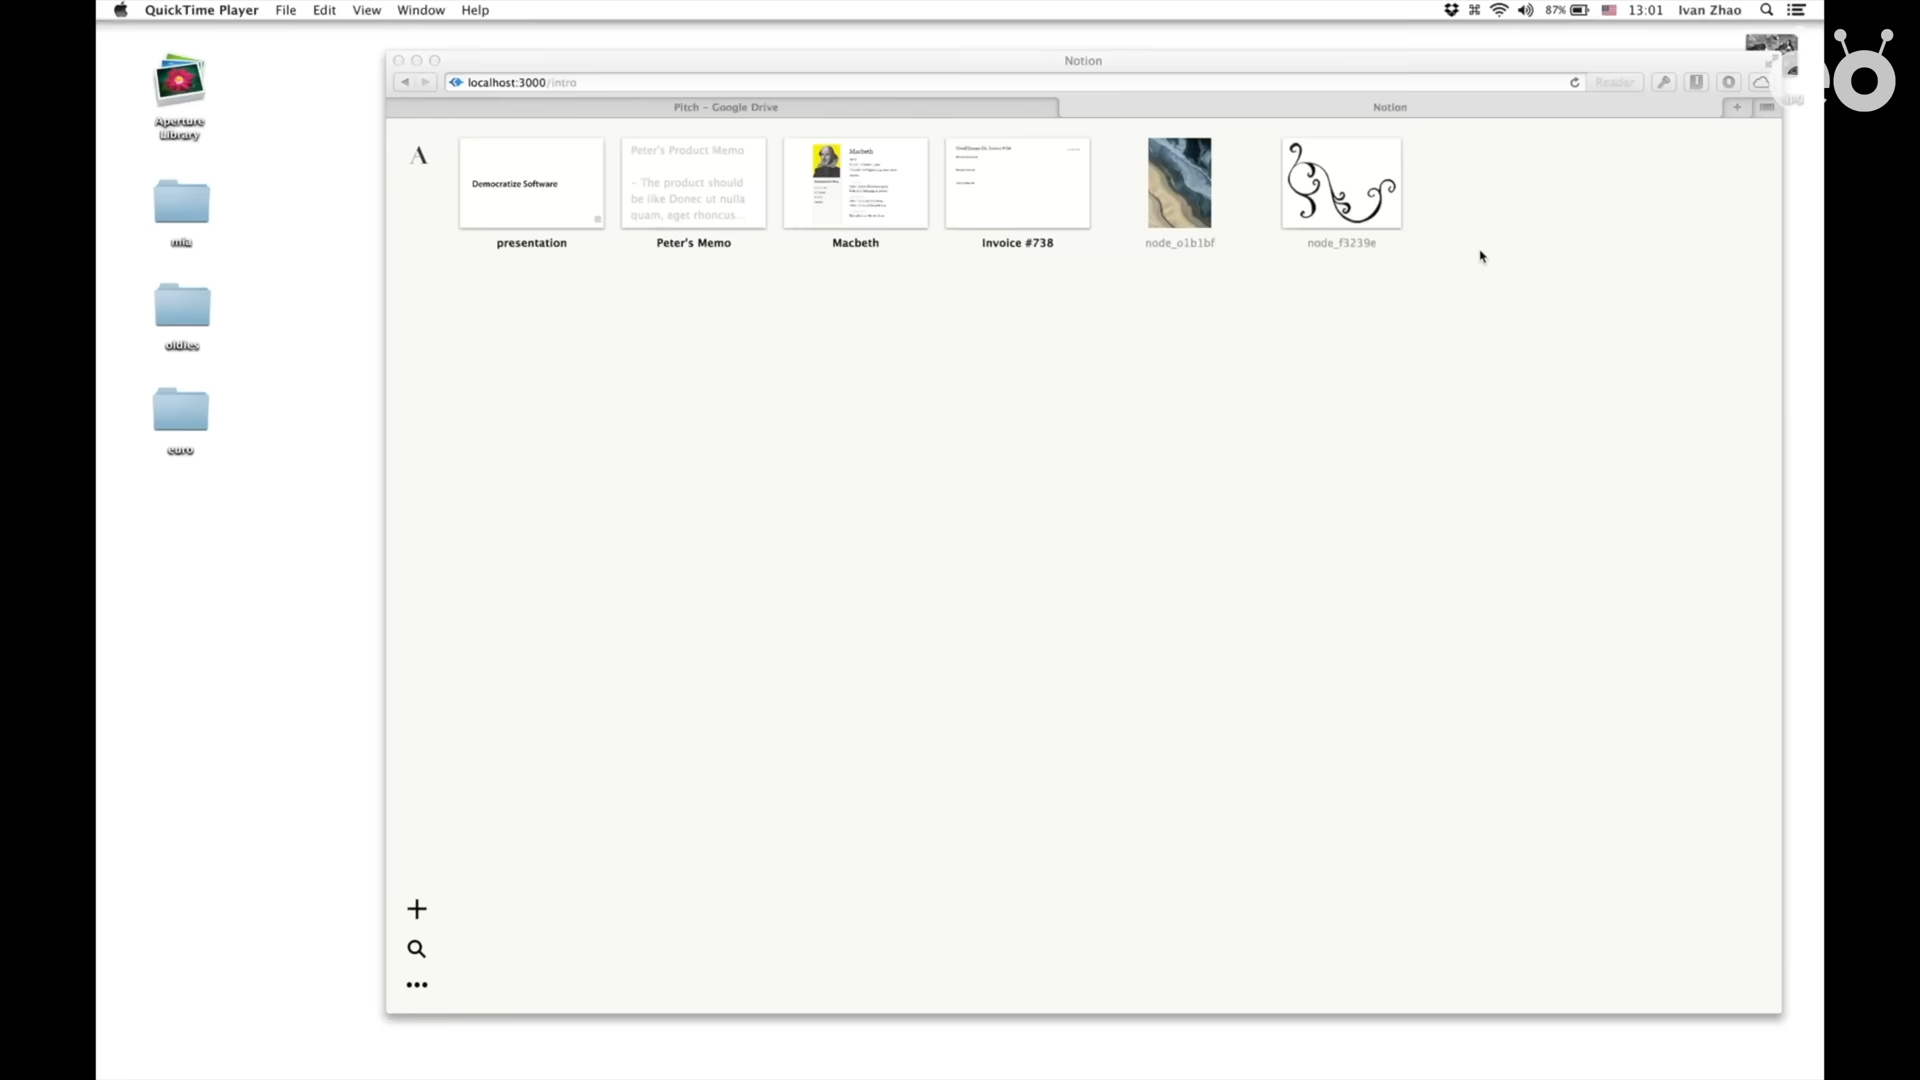 QuickTime Player File Edit View Window Help 87% 13:01 Ivan Zhao
Notion
localhost:3000/intro
Reader
Pitch – Google Drive
Notion
Aperture
Library
mia
oldies
euro
A
Democratize Software
Peter's Product Memo
– The product should
be like Donec ut nulla
quam, eget rhoncus...
Macbeth
presentation
Peter's Memo
Macbeth
Invoice #738
node_o1b1bf
node_f3239e